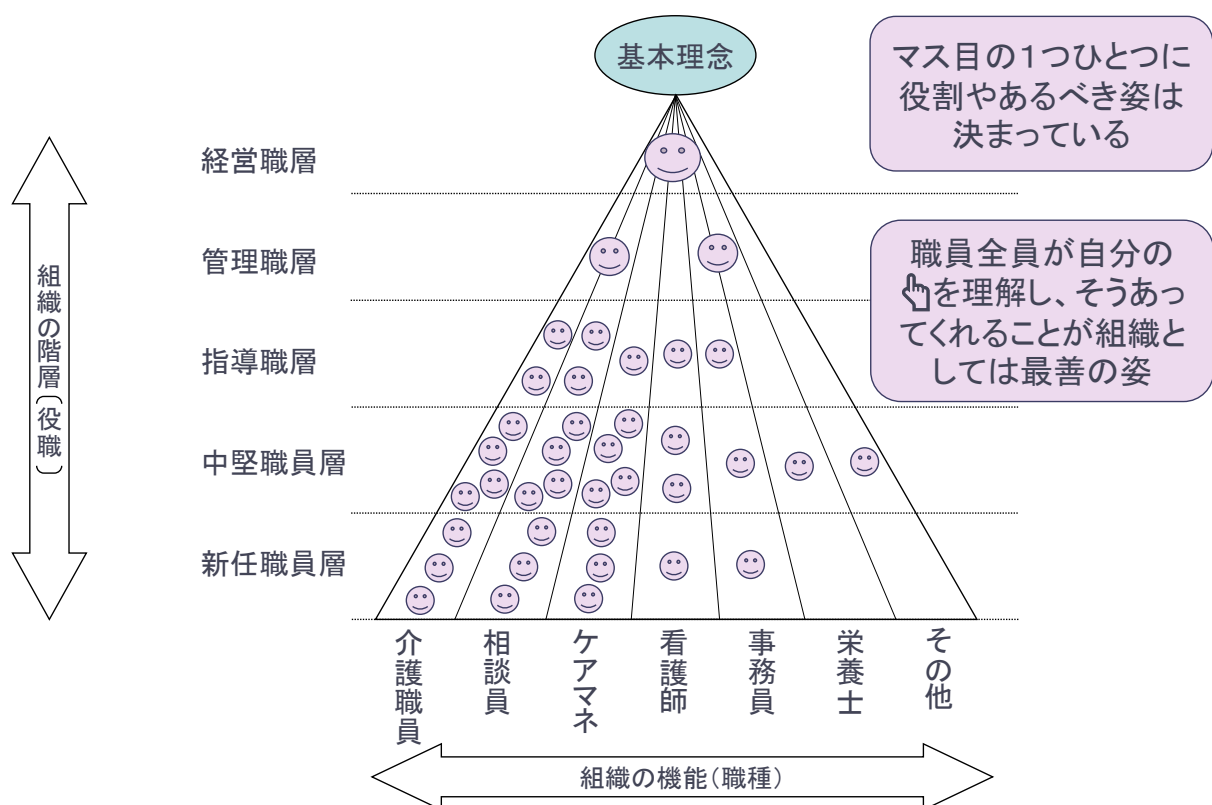 基本理念
マス目の1つひとつに
役割やあるべき姿は
決まっている
職員全員が自分の
を理解し、そうあっ
てくれることが組織と
しては最善の姿
組織の階層(役職)
経営職層
管理職層
指導職層
中堅職員層
新任職員層
介護職員
相談員
ケアマネ
看護師
事務員
栄養士
その他
組織の機能(職種)